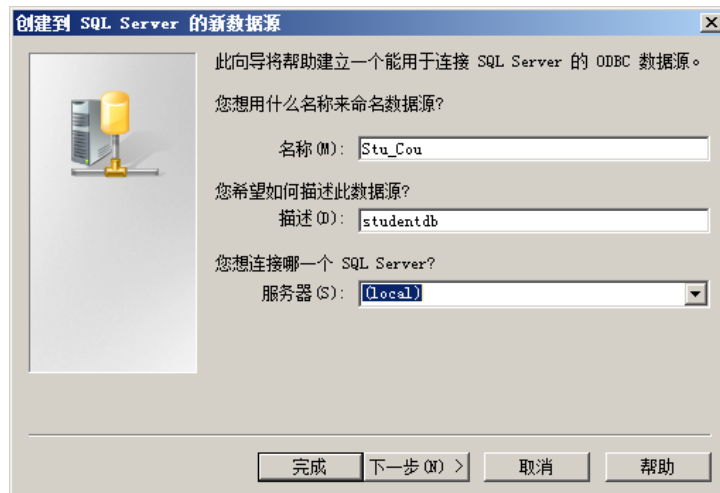 创建到 SQL Server 的新数据源
此向导将帮助建立一个能用于连接 SQL Server 的 ODBC 数据源。
您想用什么名称来命名数据源?
名称(M): Stu_Cou
您希望如何描述此数据源?
描述(D): studentdb
您想连接哪一个 SQL Server?
服务器(S): (local)
完成 下一步(N) > 取消 帮助